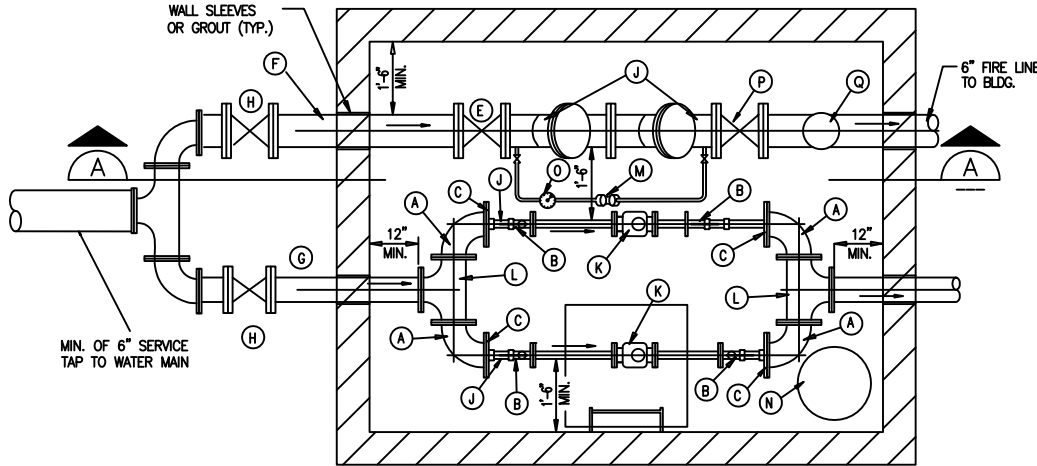 WALL SLEEVES
OR GROUT (TYP.)
F
H
1'-6"
MIN.
E
J
P
Q
6" FIRE LINE
TO BLDG.
A
A
O
M
1'-6"
C
J
A
B
B
A
12"
MIN.
G
B
K
C
12"
MIN.
L
K
L
H
A
C
A
MIN. OF 6" SERVICE
TAP TO WATER MAIN
J
B
1'-6"
MIN.
B
C
N